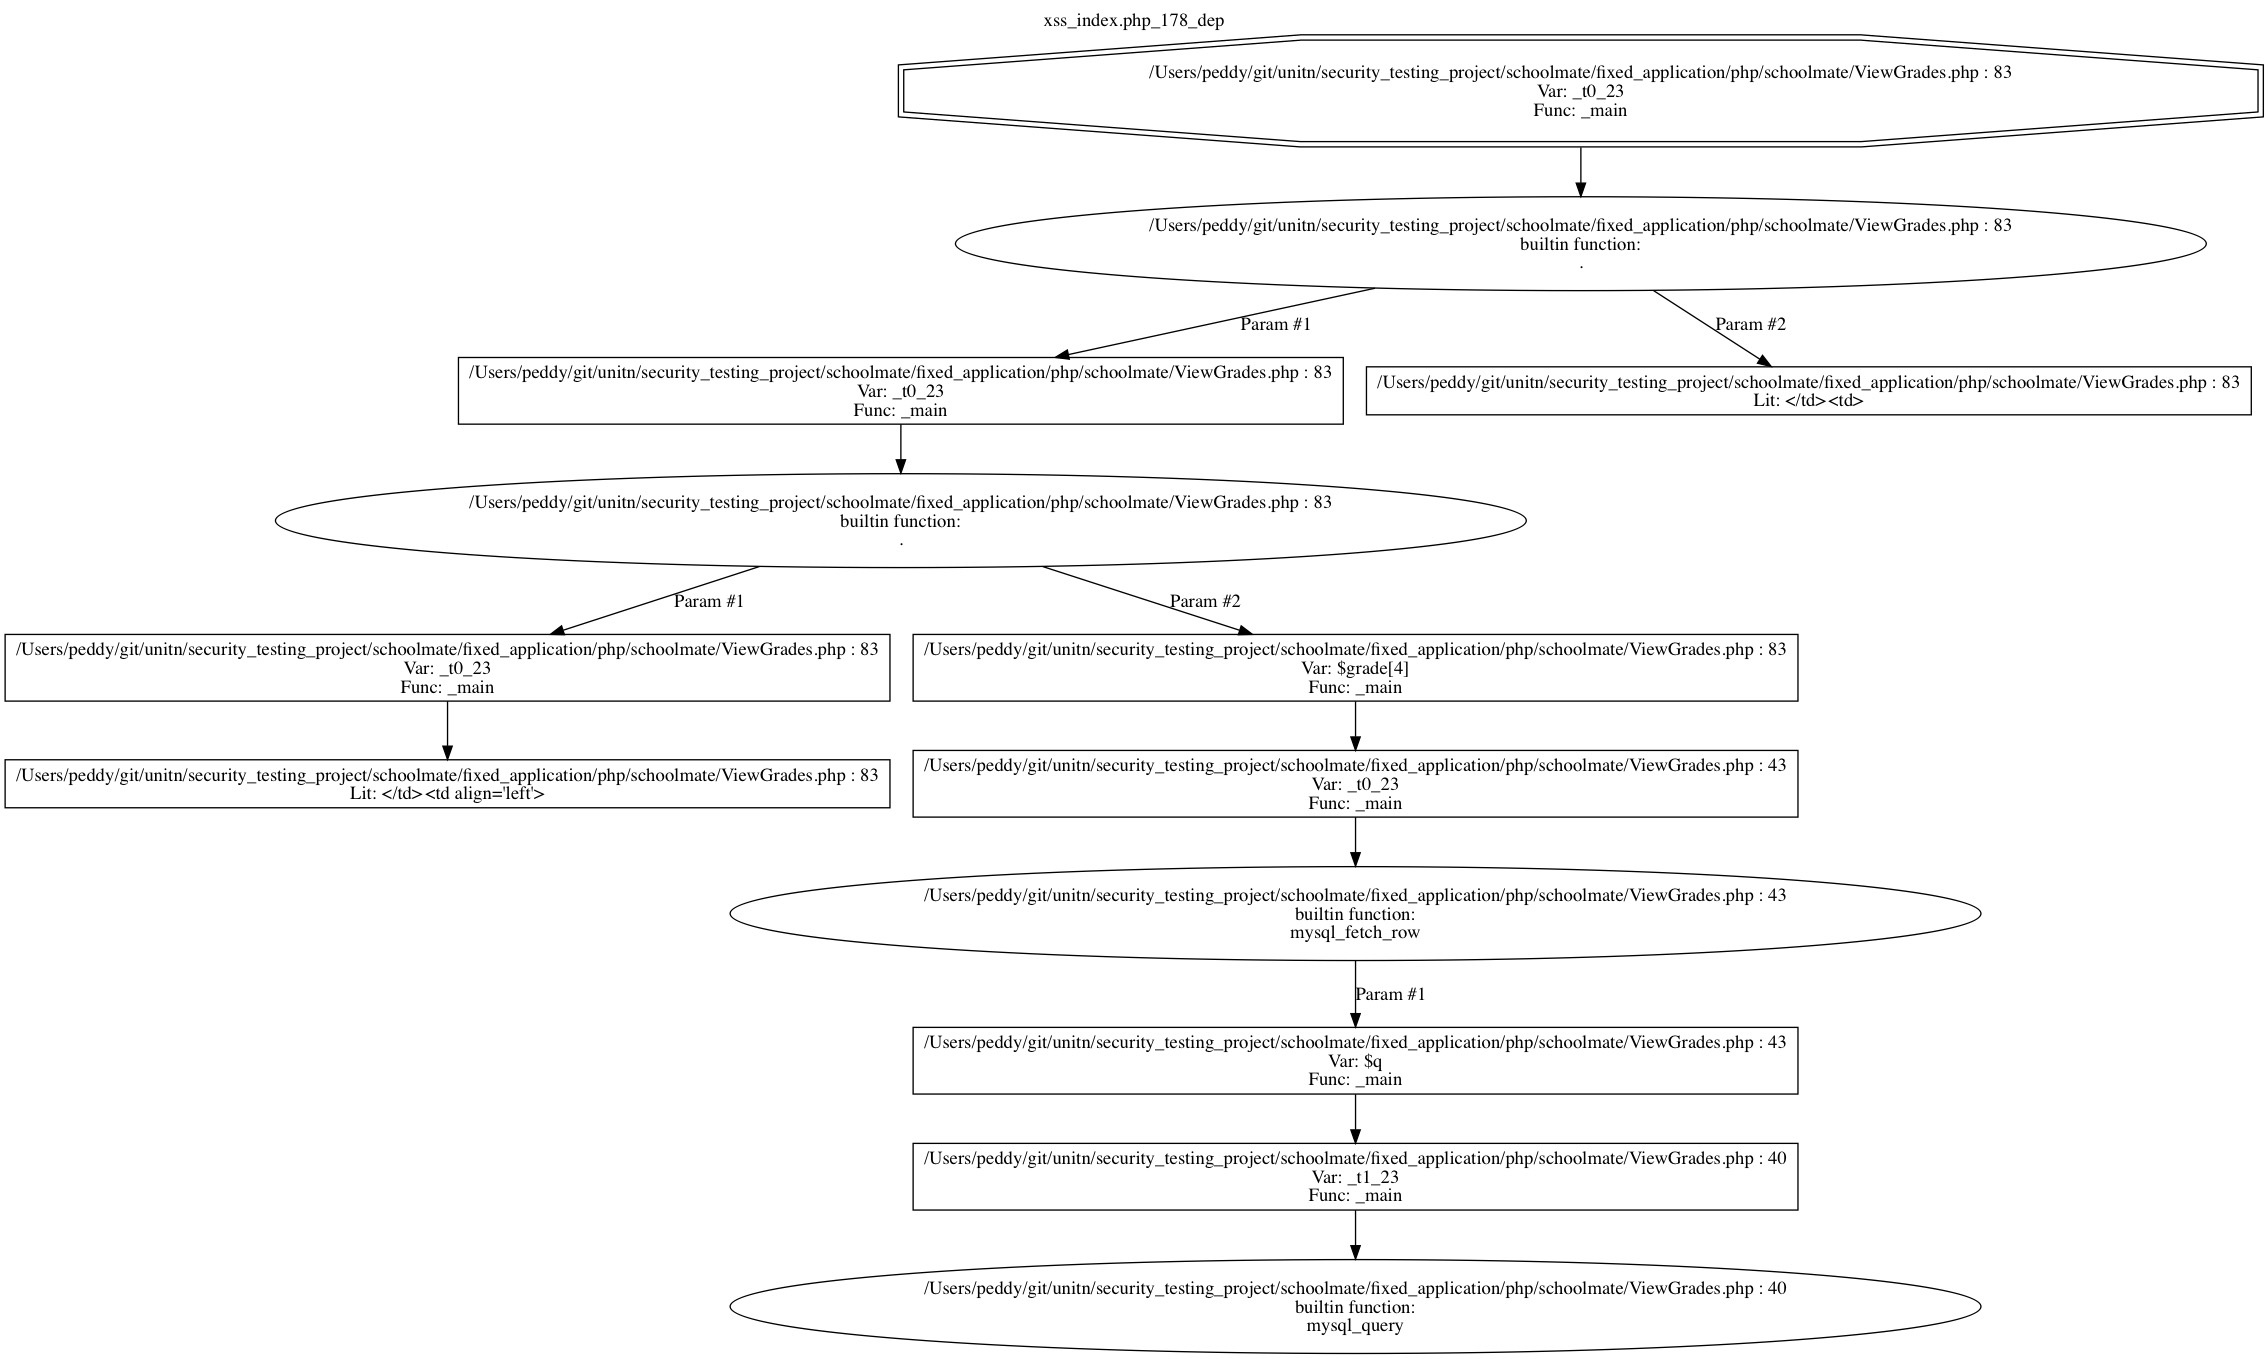 xss_index.php_178_dep
/Users/peddy/git/unitn/security_testing_project/schoolmate/fixed_application/php/schoolmate/ViewGrades.php : 83
Var: _t0_23
Func: _main
/Users/peddy/git/unitn/security_testing_project/schoolmate/fixed_application/php/schoolmate/ViewGrades.php : 83
builtin function:
.
Param #1
Param #2
/Users/peddy/git/unitn/security_testing_project/schoolmate/fixed_application/php/schoolmate/ViewGrades.php : 83
Var: _t0_23
Func: _main
/Users/peddy/git/unitn/security_testing_project/schoolmate/fixed_application/php/schoolmate/ViewGrades.php : 83
Lit: </td><td>
/Users/peddy/git/unitn/security_testing_project/schoolmate/fixed_application/php/schoolmate/ViewGrades.php : 83
builtin function:
.
Param #1
Param #2
/Users/peddy/git/unitn/security_testing_project/schoolmate/fixed_application/php/schoolmate/ViewGrades.php : 83
Var: _t0_23
Func: _main
/Users/peddy/git/unitn/security_testing_project/schoolmate/fixed_application/php/schoolmate/ViewGrades.php : 83
Var: $grade[4]
Func: _main
/Users/peddy/git/unitn/security_testing_project/schoolmate/fixed_application/php/schoolmate/ViewGrades.php : 83
Lit: </td><td align='left'>
/Users/peddy/git/unitn/security_testing_project/schoolmate/fixed_application/php/schoolmate/ViewGrades.php : 43
Var: _t0_23
Func: _main
/Users/peddy/git/unitn/security_testing_project/schoolmate/fixed_application/php/schoolmate/ViewGrades.php : 43
builtin function:
mysql_fetch_row
Param #1
/Users/peddy/git/unitn/security_testing_project/schoolmate/fixed_application/php/schoolmate/ViewGrades.php : 43
Var: $q
Func: _main
/Users/peddy/git/unitn/security_testing_project/schoolmate/fixed_application/php/schoolmate/ViewGrades.php : 40
Var: _t1_23
Func: _main
/Users/peddy/git/unitn/security_testing_project/schoolmate/fixed_application/php/schoolmate/ViewGrades.php : 40
builtin function:
mysql_query